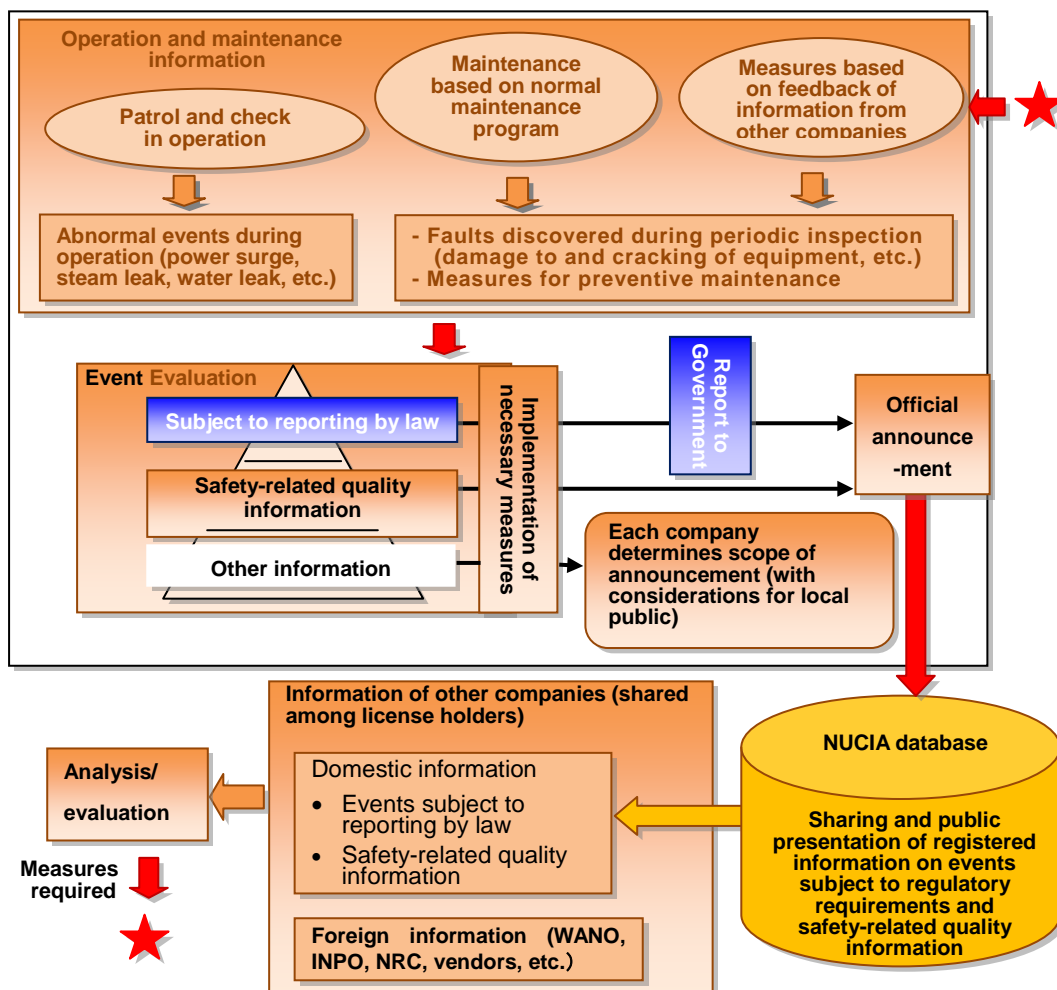 Operation and maintenance
information
Patrol and check
in operation
Maintenance
based on normal
maintenance
program
Measures based
on feedback of
information from
other companies
Abnormal events during
operation (power surge,
steam leak, water leak, etc.)
- Faults discovered during periodic inspection
(damage to and cracking of equipment, etc.)
- Measures for preventive maintenance
Event Evaluation
Subject to reporting by law
Safety-related quality
information
Other information
Implementation of
necessary measures
Report to
Government
Official
announce
-ment
Each company
determines scope of
announcement (with
considerations for local
public)
Information of other companies (shared
among license holders)
Domestic information
• Events subject to
reporting by law
• Safety-related quality
information
Foreign information (WANO,
INPO, NRC, vendors, etc.)
NUCIA database
Sharing and public
presentation of registered
information on events
subject to regulatory
requirements and
safety-related quality
information
Analysis/
evaluation
Measures
required